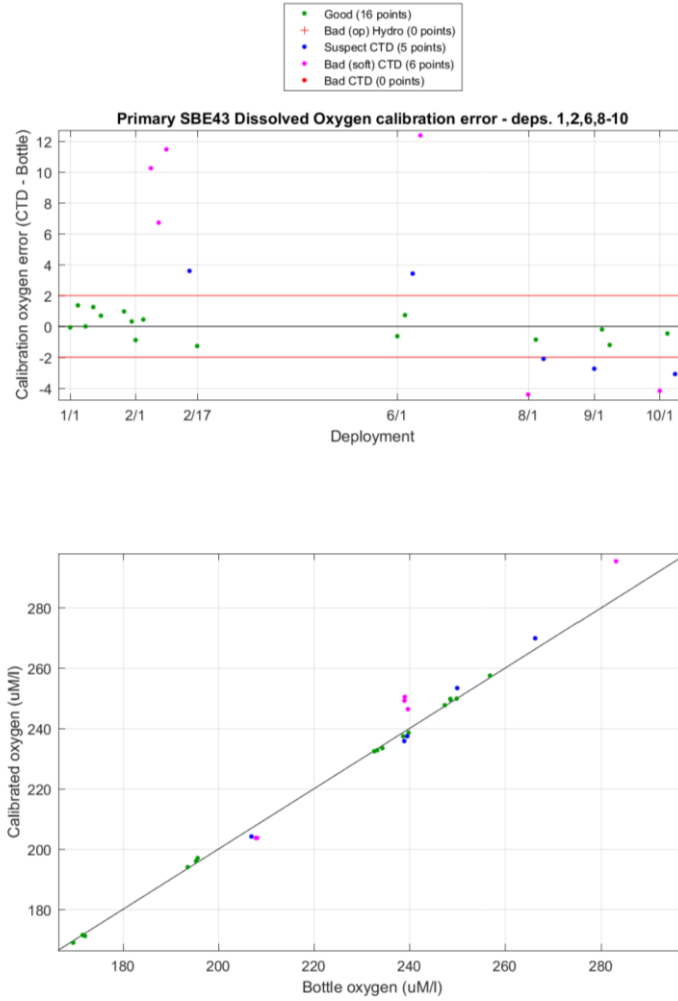 Good (16 points)
Bad (op) Hydro (0 points)
Suspect CTD (5 points)
Bad (soft) CTD (6 points)
Bad CTD (0 points)
Primary SBE43 Dissolved Oxygen calibration error - deps. 1,2,6,8-10
Calibration oxygen error (CTD - Bottle)
12
10
8
6
4
2
0
-2
-4
1/1 2/1 2/17 6/1 8/1 9/1 10/1
Deployment
Calibrated oxygen (uM/l)
280
260
240
220
200
180
180 200 220 240 260 280
Bottle oxygen (uM/l)